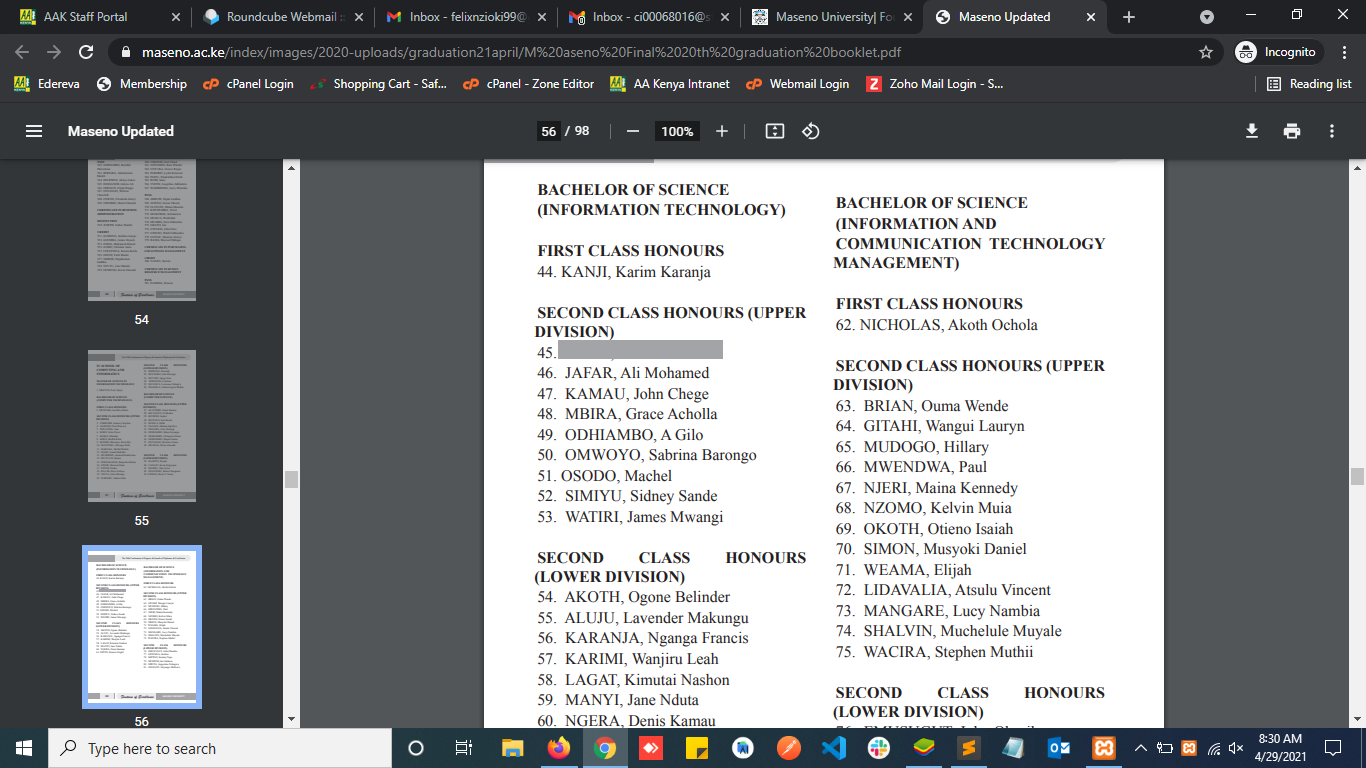 AAK Staff Portal
Roundcube Webmail ::
Inbox - felixnzioki99@
Inbox - ci00068016@s
Maseno University| Fo
Maseno Updated
maseno.ac.ke/index/images/2020-uploads/graduation21april/M%20aseno%20Final%2020th%20graduation%20booklet.pdf
Incognito
Edereva
Membership
cPanel Login
Shopping Cart - Saf...
cPanel - Zone Editor
AA Kenya Intranet
Webmail Login
Zoho Mail Login - S...
Reading list
Maseno Updated
56 / 98
100%
54
55
56
BACHELOR OF SCIENCE
(INFORMATION TECHNOLOGY)
FIRST CLASS HONOURS
44. KANJI, Karim Karanja
SECOND CLASS HONOURS (UPPER
DIVISION)
45.
46. JAFAR, Ali Mohamed
47. KAMAU, John Chege
48. MBIRA, Grace Acholla
49. ODHIAMBO, A Gilo
50. OMWOYO, Sabrina Barongo
51. OSODO, Machel
52. SIMIYU, Sidney Sande
53. WATIRI, James Mwangi
SECOND CLASS HONOURS
(LOWER DIVISION)
54. AKOTH, Ogone Belinder
55. ALUJU, Lavender Makungu
56. KARANJA, Nganga Francis
57. KARIMI, Wanjiru Leah
58. LAGAT, Kimutai Nashon
59. MANYI, Jane Nduta
60. NGERA, Denis Kamau
BACHELOR OF SCIENCE
(INFORMATION AND
COMMUNICATION TECHNOLOGY
MANAGEMENT)
FIRST CLASS HONOURS
62. NICHOLAS, Akoth Ochola
SECOND CLASS HONOURS (UPPER
DIVISION)
63. BRIAN, Ouma Wende
64. GITAHI, Wangui Lauryn
65. MUDOGO, Hillary
66. MWENDWA, Paul
67. NJERI, Maina Kennedy
68. NZOMO, Kelvin Muia
69. OKOTH, Otieno Isaiah
70. SIMON, Musyoki Daniel
71. WEAMA, Elijah
72. LIDAVALIA, Atsulu Vincent
73. MANGARE, Lucy Nambia
74. SHALVIN, Muchelule Muyale
75. WACIRA, Stephen Muthii
SECOND CLASS HONOURS
(LOWER DIVISION)
Type here to search
8:30 AM
4/29/2021